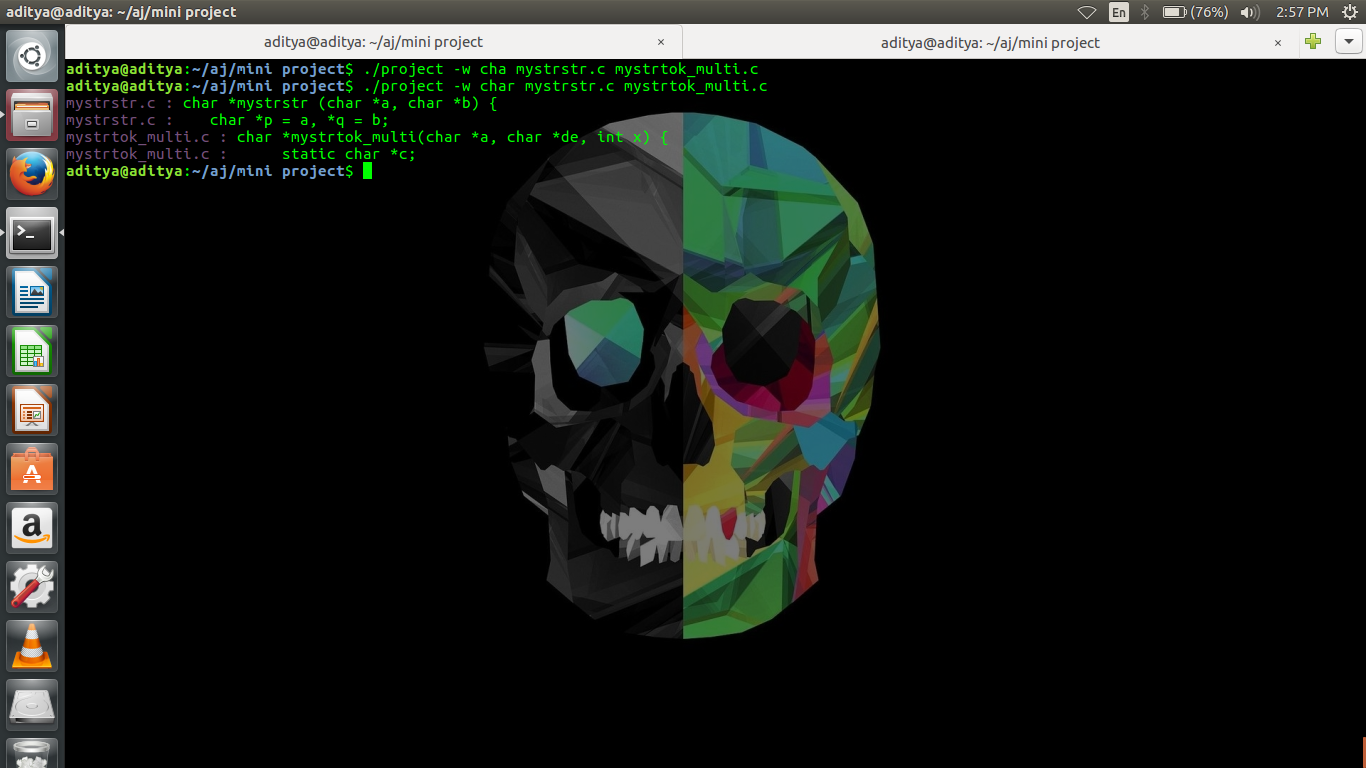 aditya@aditya: ~/aj/mini project
En
(76%)
2:57 PM
aditya@aditya: ~/aj/mini project ×
aditya@aditya: ~/aj/mini project ×
aditya@aditya:~/aj/mini project$ ./project -w cha mystrstr.c mystrtok_multi.c
aditya@aditya:~/aj/mini project$ ./project -w char mystrstr.c mystrtok_multi.c
mystrstr.c : char *mystrstr (char *a, char *b) {
mystrstr.c :    char *p = a, *q = b;
mystrtok_multi.c : char *mystrtok_multi(char *a, char *de, int x) {
mystrtok_multi.c :      static char *c;
aditya@aditya:~/aj/mini project$
>_
A
a